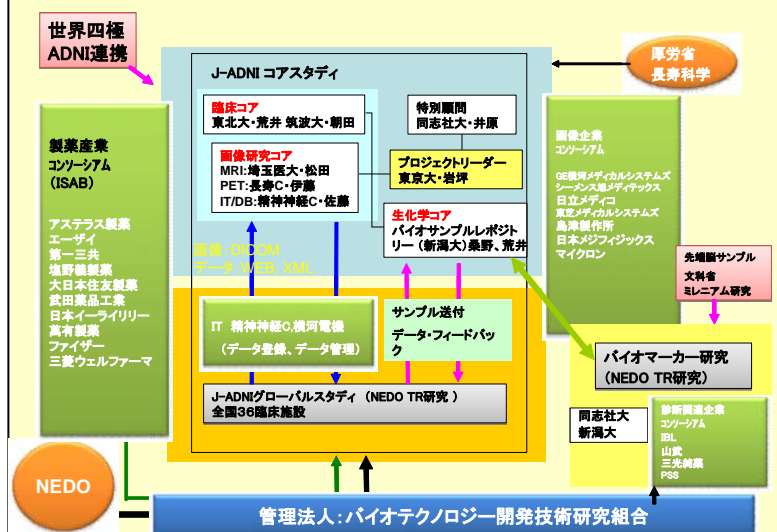 世界四極
ADNI連携
J-ADNI コアスタディ
厚労省
長寿科学
臨床コア
東北大・荒井 筑波大・朝田
特別顧問
同志社大・井原
画像研究コア
MRI:埼玉医大・松田
PET:長寿C・伊藤
IT/DB:精神神経C・佐藤
プロジェクトリーダー
東京大・岩坪
生化学コア
バイオサンプルレポジト
リー (新潟大)桑野、荒井
画像:DICOM
データ:WEB, XML
製薬産業
コンソーシアム
(ISAB)
アステラス製薬
エーザイ
第一三共
塩野義製薬
大日本住友製薬
武田薬品工業
日本イーライリリー
萬有製薬
ファイザー
三菱ウェルファーマ
画像企業
コンソーシアム
GE横河メディカルシステムズ
シーメンス旭メディテックス
日立メディコ
東芝メディカルシステムズ
島津製作所
日本メジフィジックス
マイクロン
先端脳サンプル
文科省
ミレニアム研究
IT 精神神経C,横河電機
(データ登録、データ管理)
サンプル送付
データ・フィードバッ
ク
J-ADNIグローバルスタディ (NEDO TR研究 )
全国36臨床施設
バイオマーカー研究
(NEDO TR研究)
同志社大
新潟大
診断関連企業
コンソーシアム
IBL
山武
三光純薬
PSS
NEDO
管理法人:バイオテクノロジー開発技術研究組合